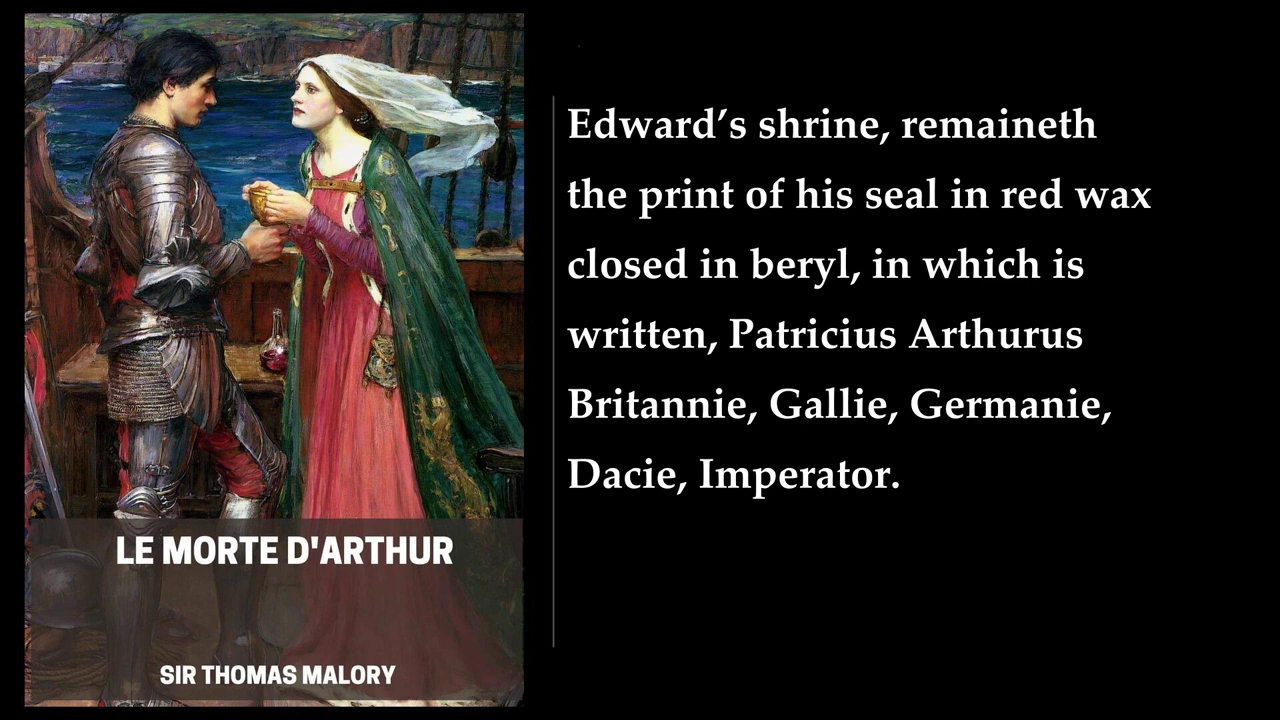 Edward’s shrine, remaineth
the print of his seal in red wax
closed in beryl, in which is
written, Patricius Arthurus
Britannie, Gallie, Germanie,
Dacie, Imperator.
LE MORTE D'ARTHUR
SIR THOMAS MALORY